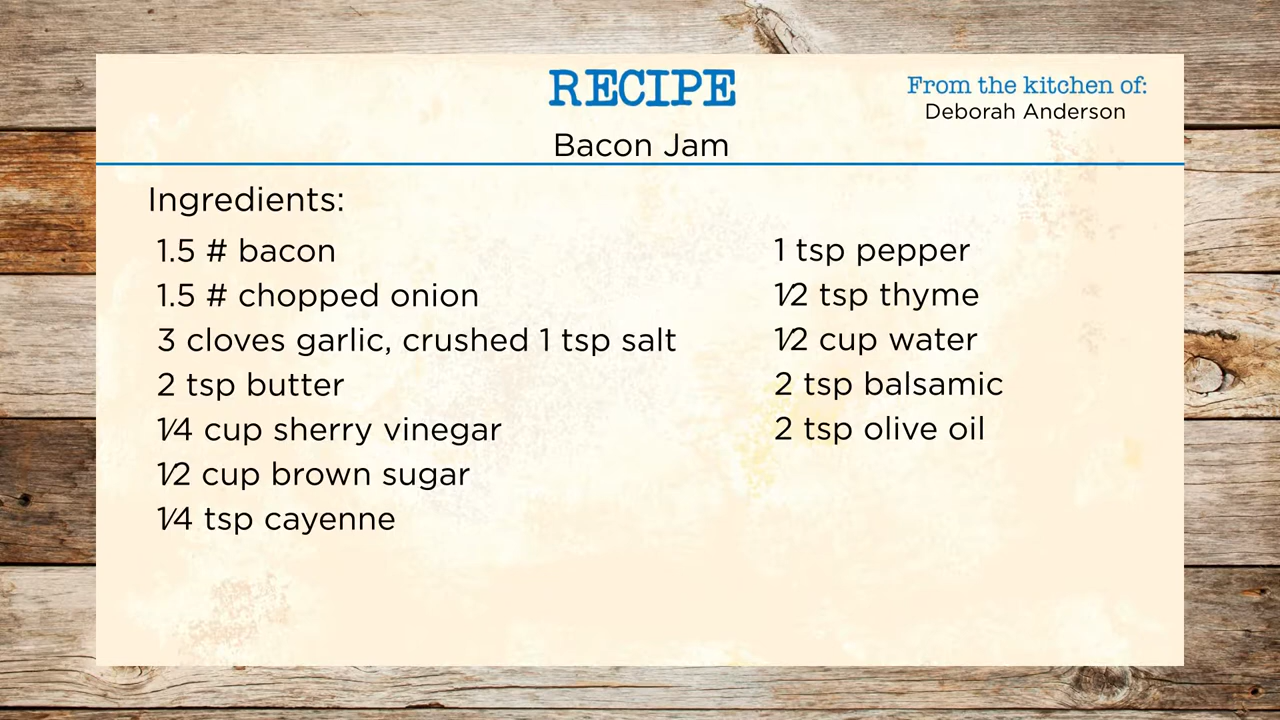 RECIPE
From the kitchen of:
Deborah Anderson
Bacon Jam
Ingredients:
1.5 # bacon
1.5 # chopped onion
3 cloves garlic, crushed 1 tsp salt
2 tsp butter
1/4 cup sherry vinegar
1/2 cup brown sugar
1/4 tsp cayenne
1 tsp pepper
1/2 tsp thyme
1/2 cup water
2 tsp balsamic
2 tsp olive oil